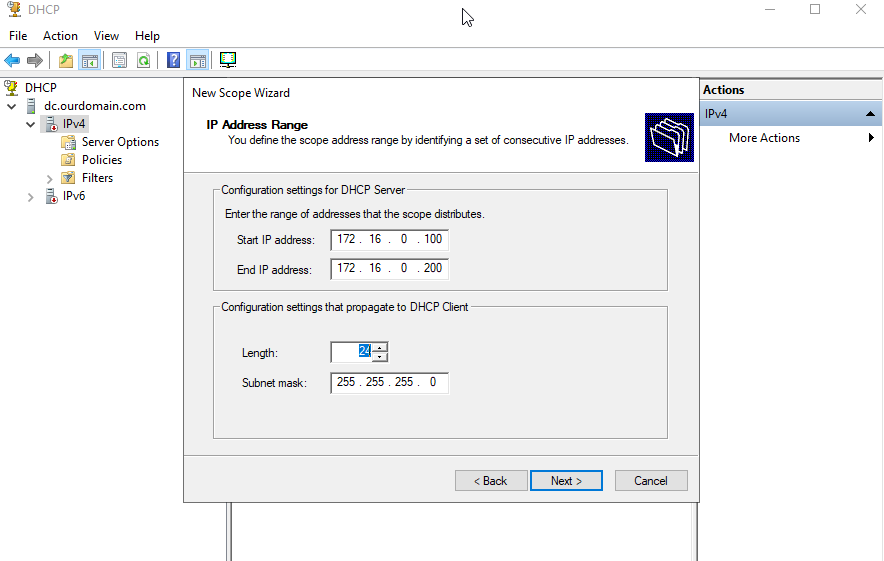 DHCP
File Action View Help
DHCP
dc.ourdomain.com
IPv4
Server Options
Policies
Filters
IPv6
New Scope Wizard
IP Address Range
You define the scope address range by identifying a set of consecutive IP addresses.
Configuration settings for DHCP Server
Enter the range of addresses that the scope distributes.
Start IP address: 172 . 16 . 0 . 100
End IP address: 172 . 16 . 0 . 200
Configuration settings that propagate to DHCP Client
Length: 24
Subnet mask: 255 . 255 . 255 . 0
< Back Next > Cancel
Actions
IPv4
More Actions